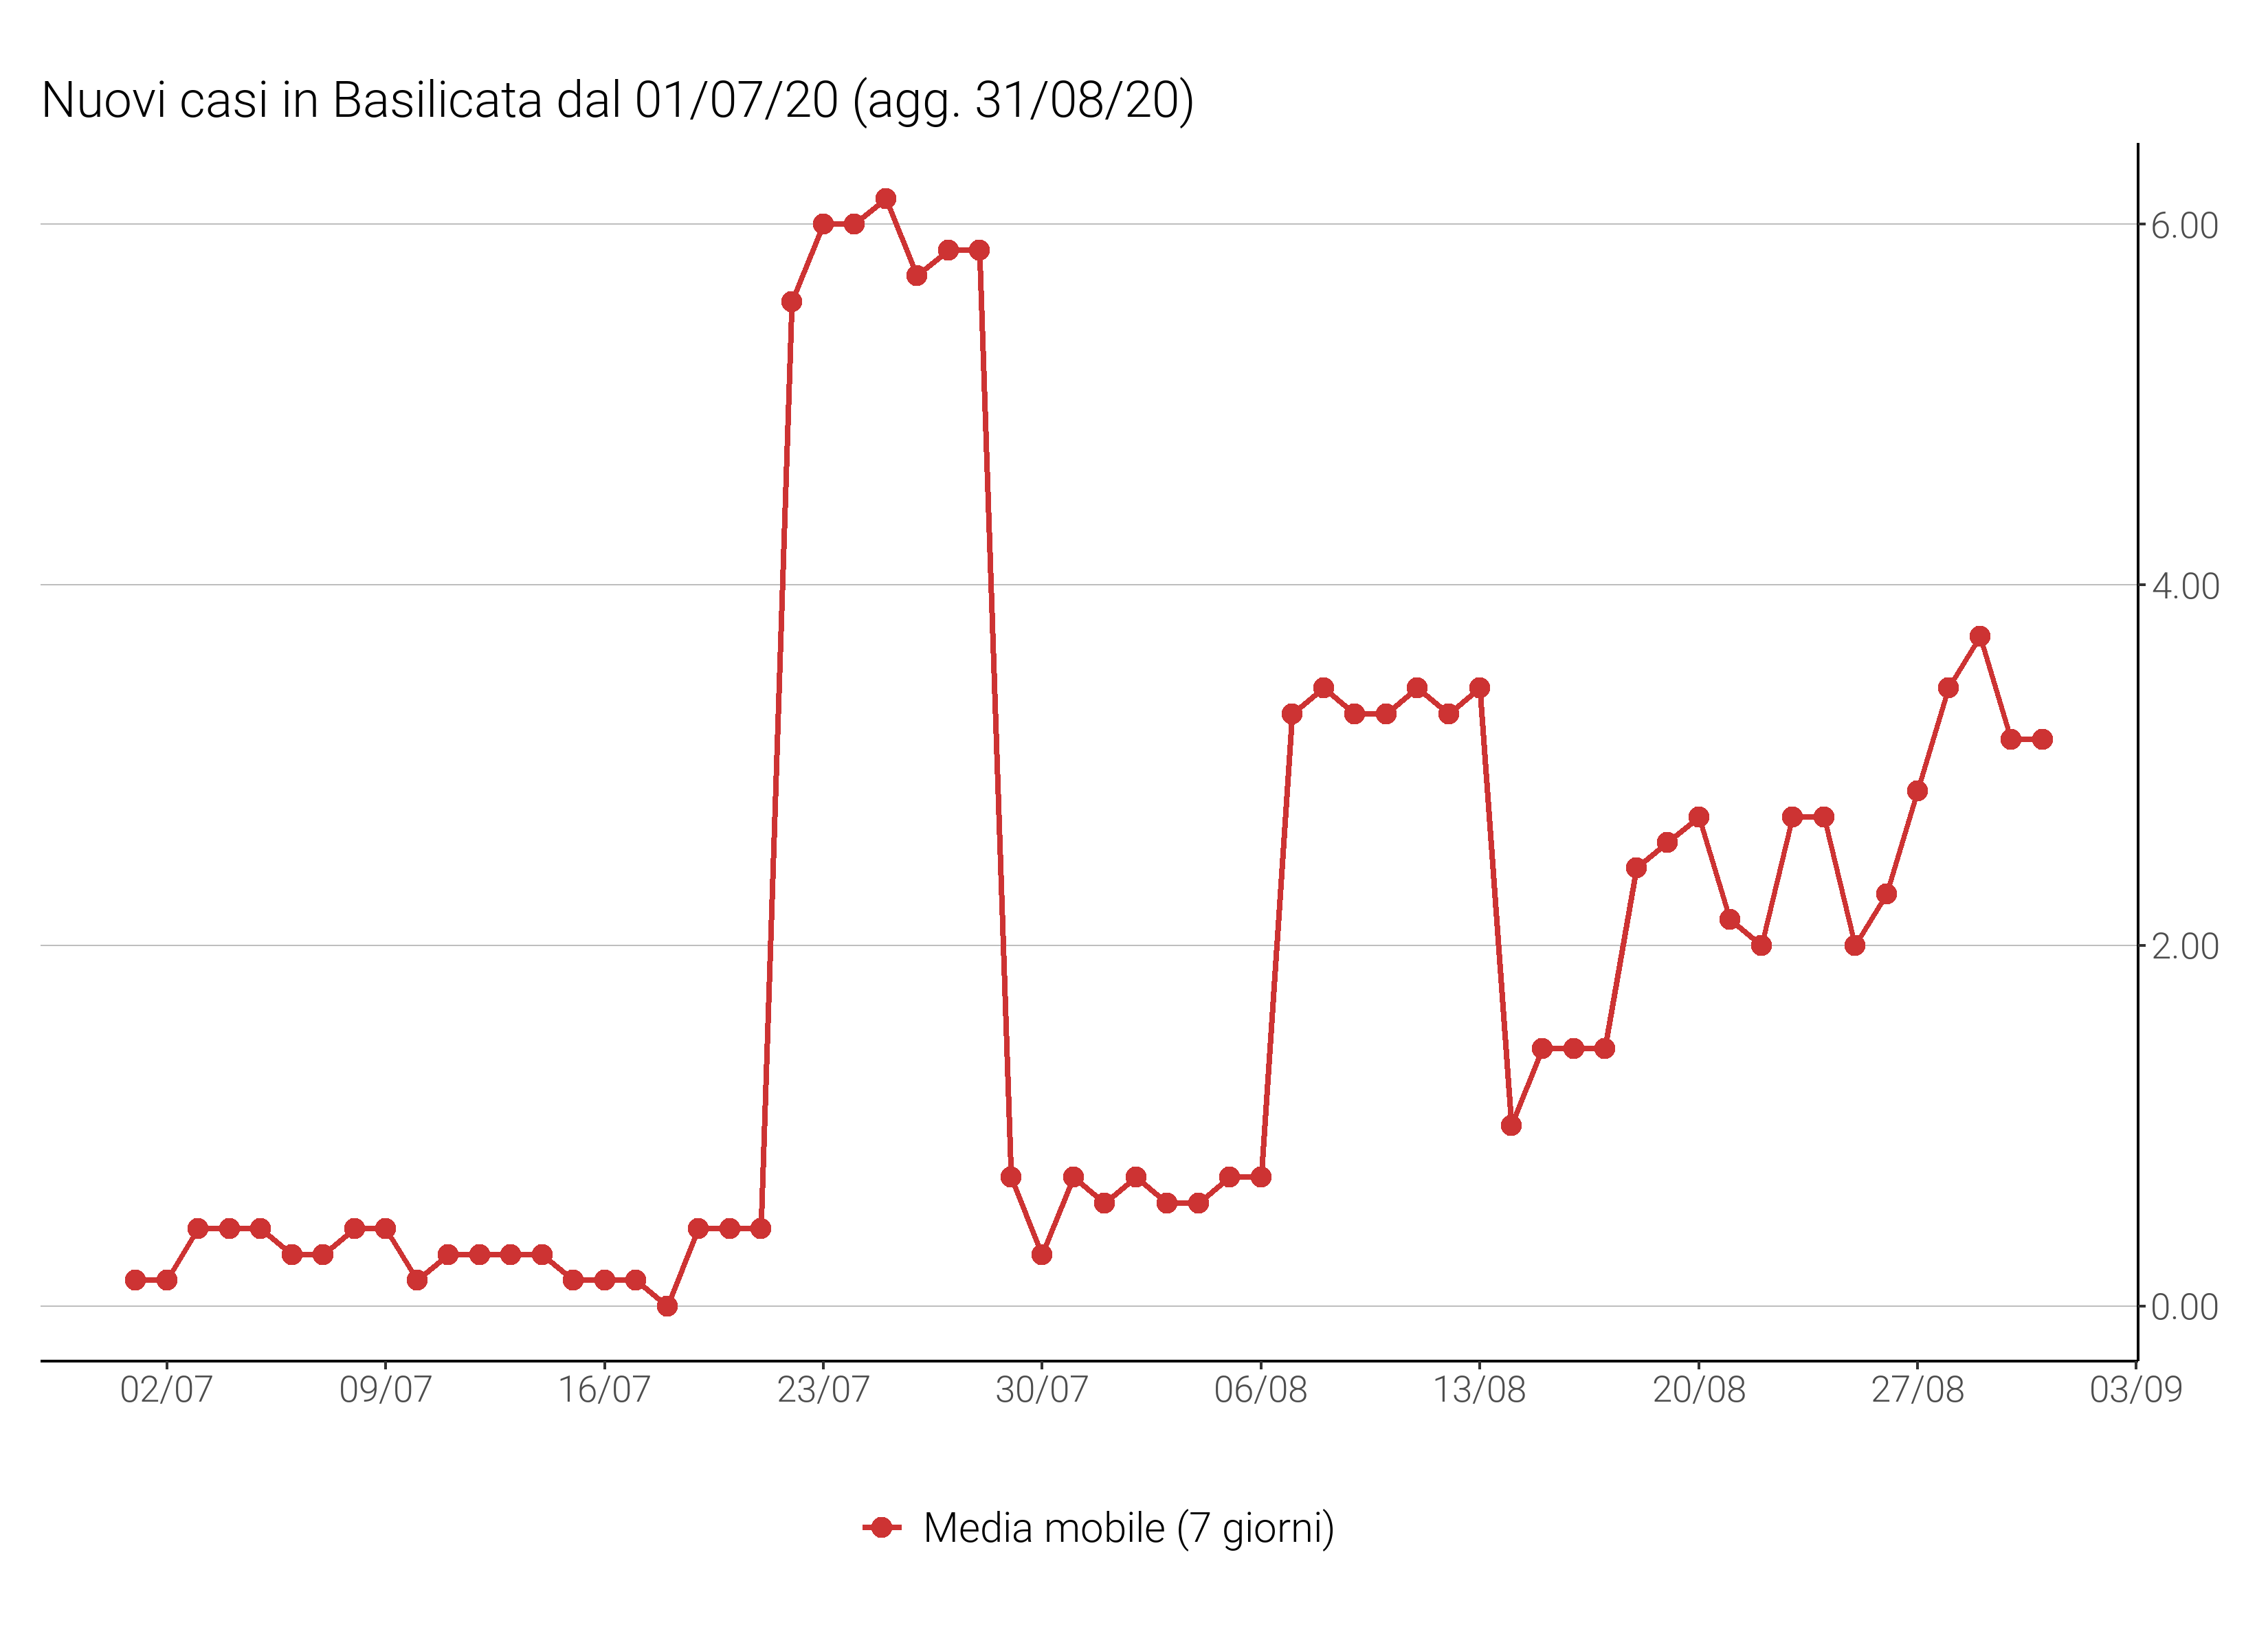 Nuovi casi in Basilicata dal 01/07/20 (agg. 31/08/20)
6.00
4.00
2.00
0.00
02/07 09/07 16/07 23/07 30/07 06/08 13/08 20/08 27/08 03/09
Media mobile (7 giorni)